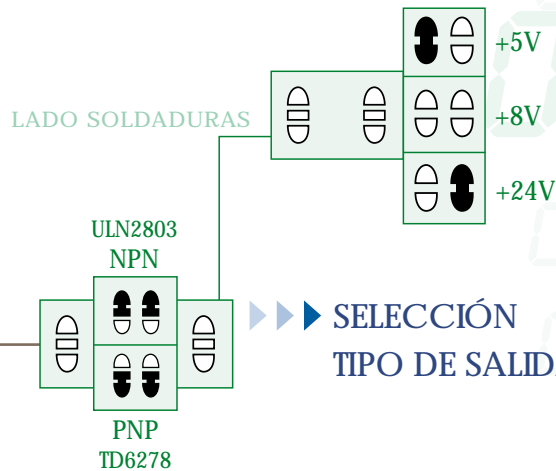 +5V
LADO SOLDADURAS
+8V
+24V
ULN2803
NPN
SELECCIÓN
TIPO DE SALID
PNP
TD6278